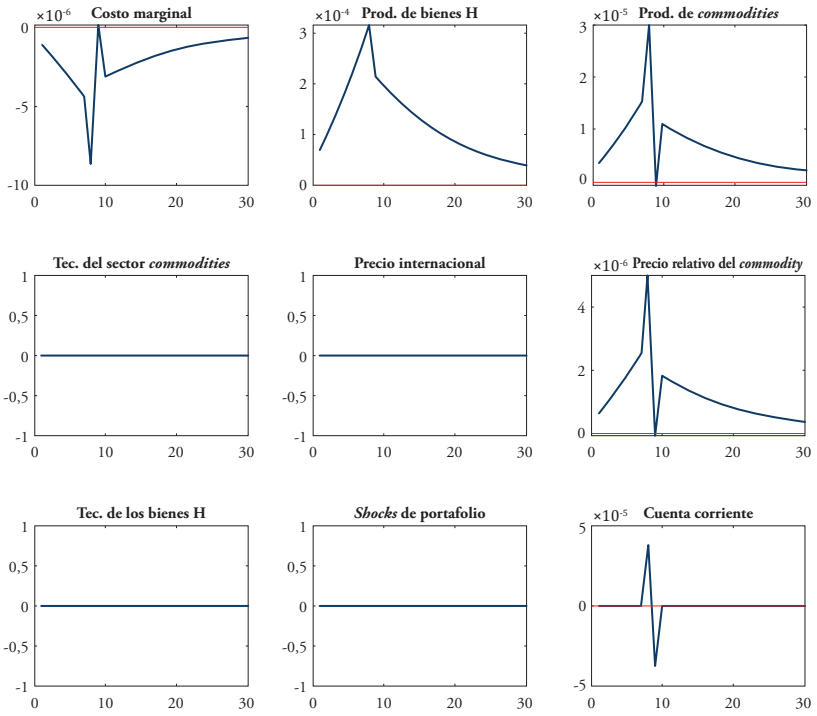 Costo marginal
×10-6
0
-5
-10
0 10 20 30
Prod. de bienes H
×10-4
3
2
1
0
0 10 20 30
Prod. de commodities
×10-5
3
2
1
0
0 10 20 30
Tec. del sector commodities
1
0,5
0
-0,5
-1
0 10 20 30
Precio internacional
1
0,5
0
-0,5
-1
0 10 20 30
×10-6 Precio relativo del commodity
4
2
0
0 10 20 30
Tec. de los bienes H
1
0,5
0
-0,5
-1
0 10 20 30
Shocks de portafolio
1
0,5
0
-0,5
-1
0 10 20 30
Cuenta corriente
×10-5
5
0
-5
0 10 20 30